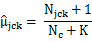 μ̂jck = (Njck + 1) / (Nc + K)